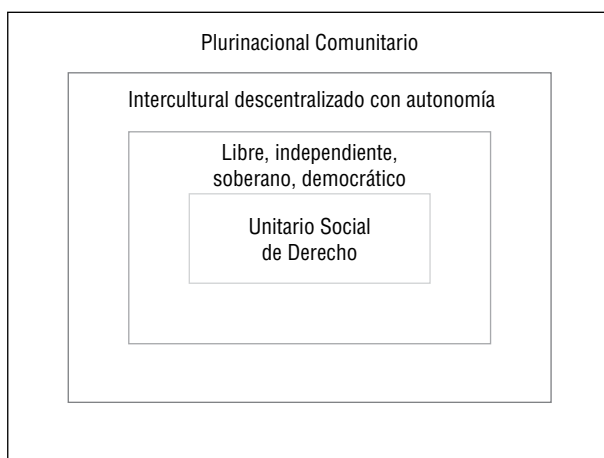 Plurinacional Comunitario
Intercultural descentralizado con autonomía
Libre, independiente,
soberano, democrático
Unitario Social
de Derecho